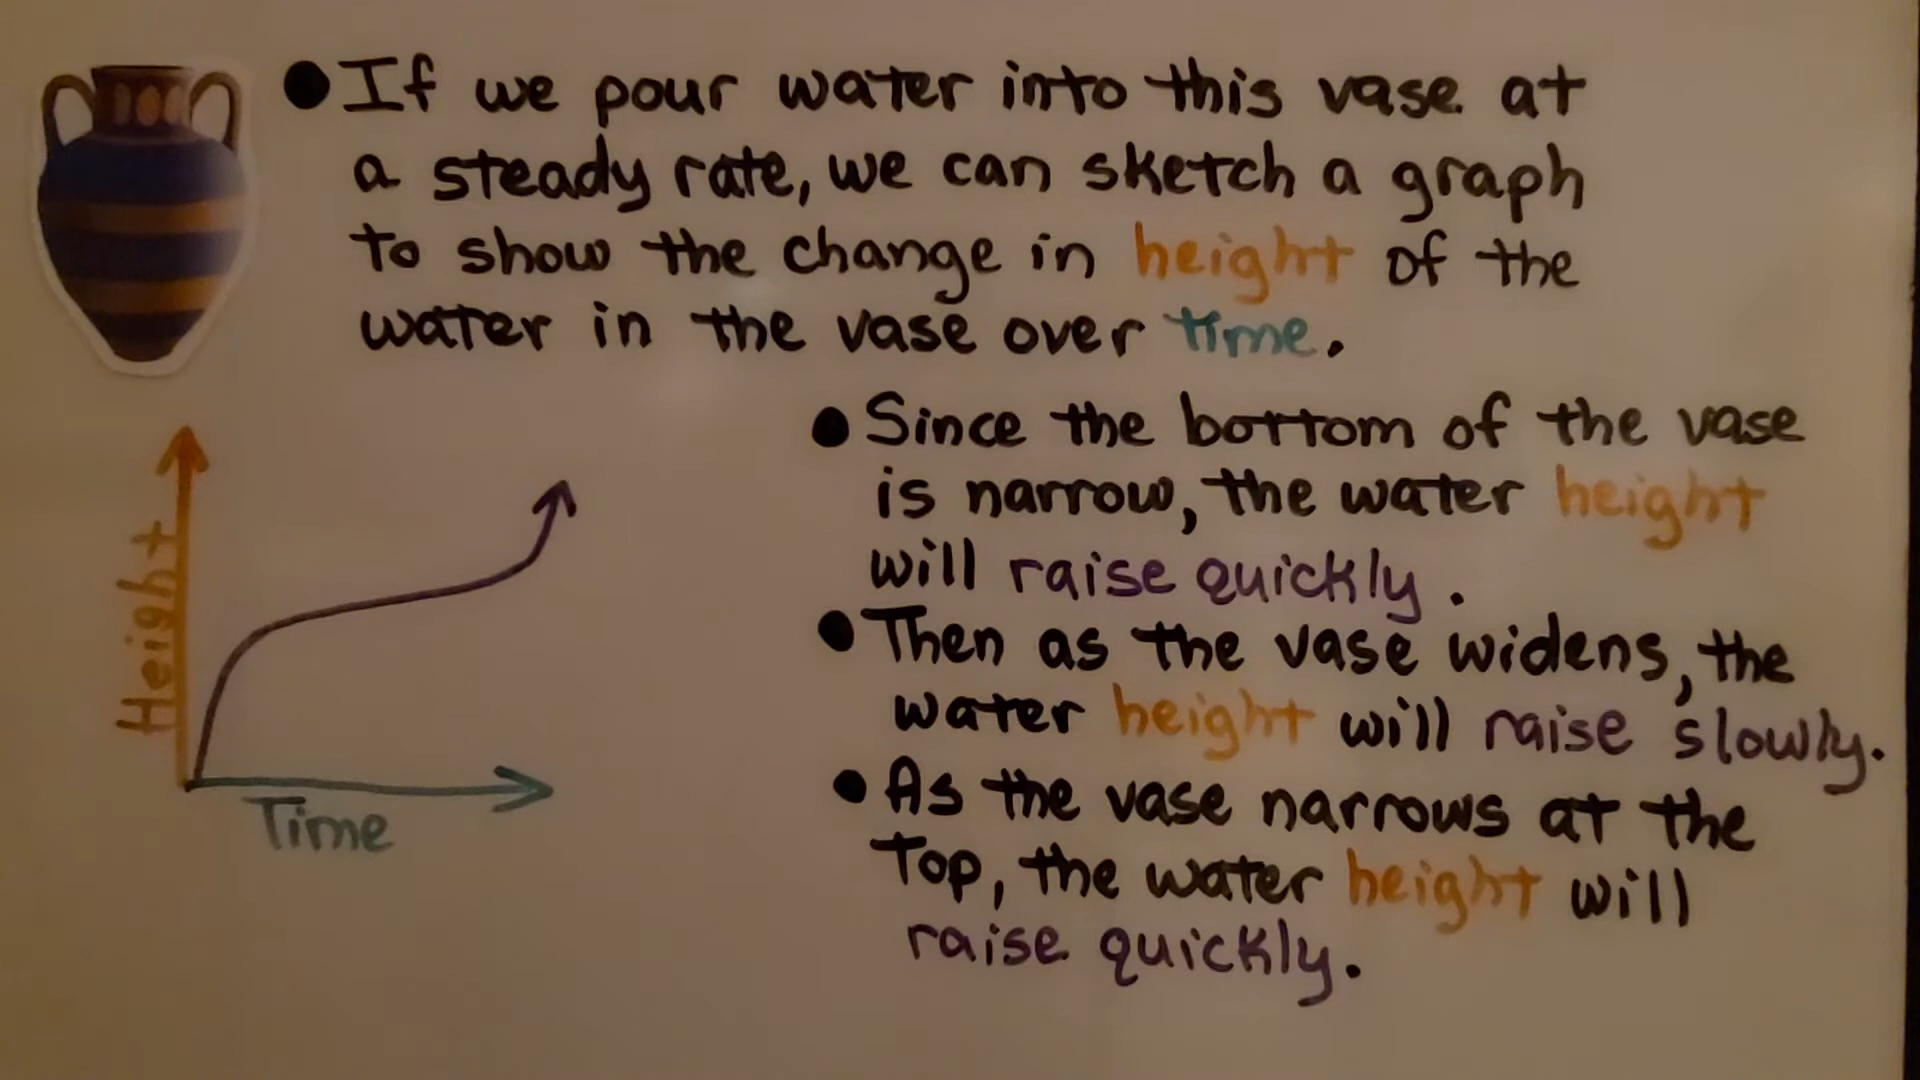 ● If we pour water into this vase at
a steady rate, we can sketch a graph
to show the change in height of the
water in the vase over time.
● Since the bottom of the vase
is narrow, the water height
will raise quickly.
● Then as the vase widens, the
water height will raise slowly.
● As the vase narrows at the
Top, the water height will
raise quickly.
Height
Time